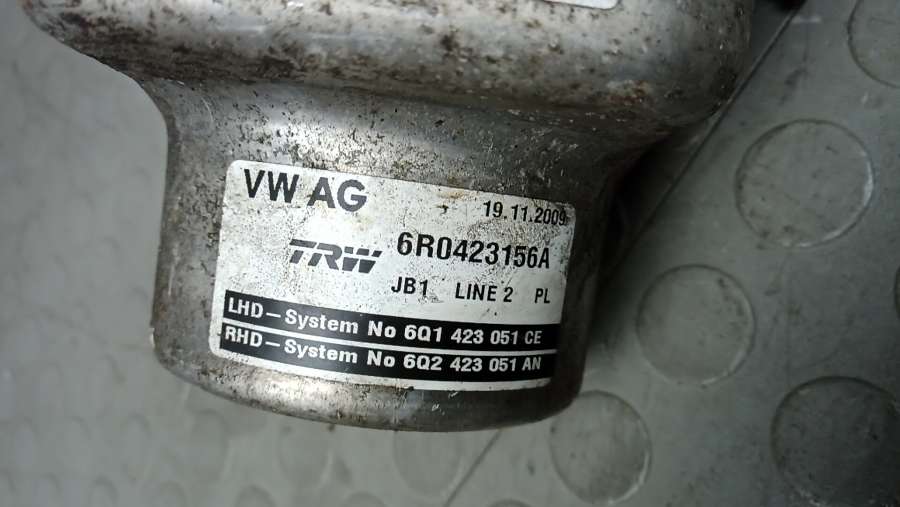 VW AG
19.11.2009
TRW 6R0423156A
JB1 LINE 2 PL
LHD-System No 6Q1 423 051 CE
RHD-System No 6Q2 423 051 AN